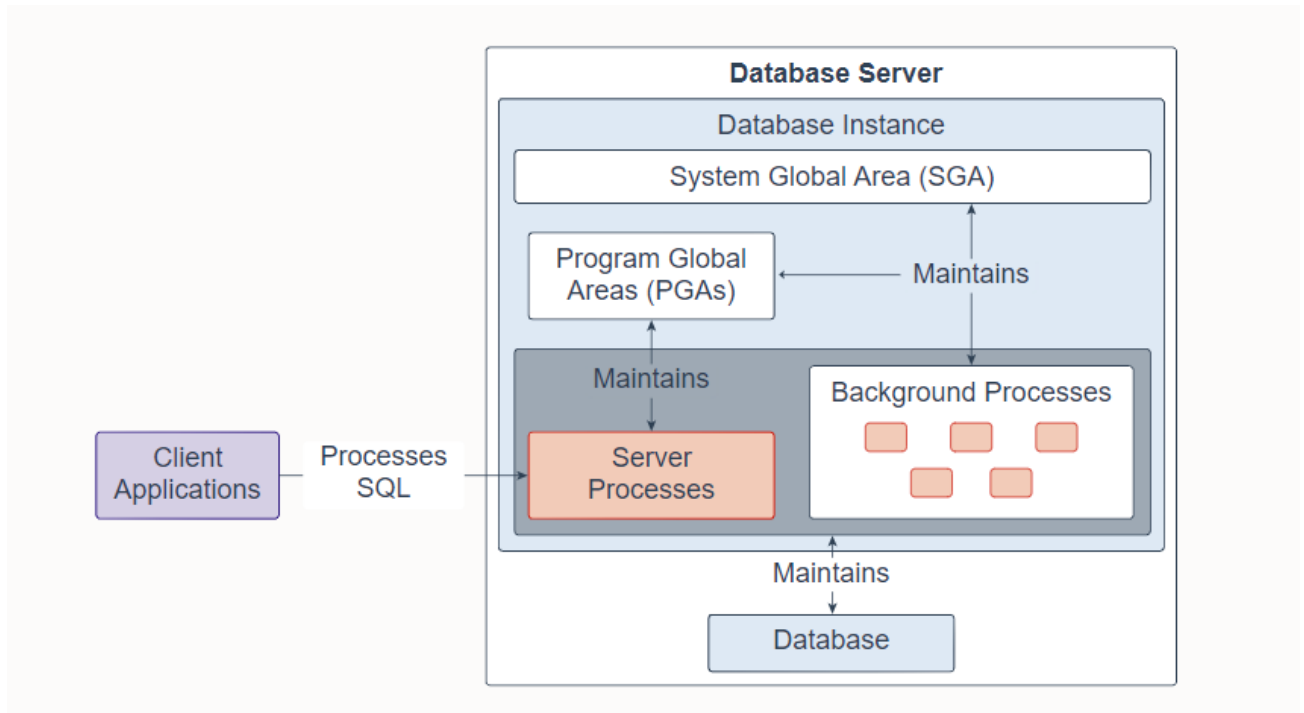 Database Server
Database Instance
System Global Area (SGA)
Program Global
Areas (PGAs)
Maintains
Maintains
Background Processes
Client
Applications
Processes
SQL
Server
Processes
Maintains
Database